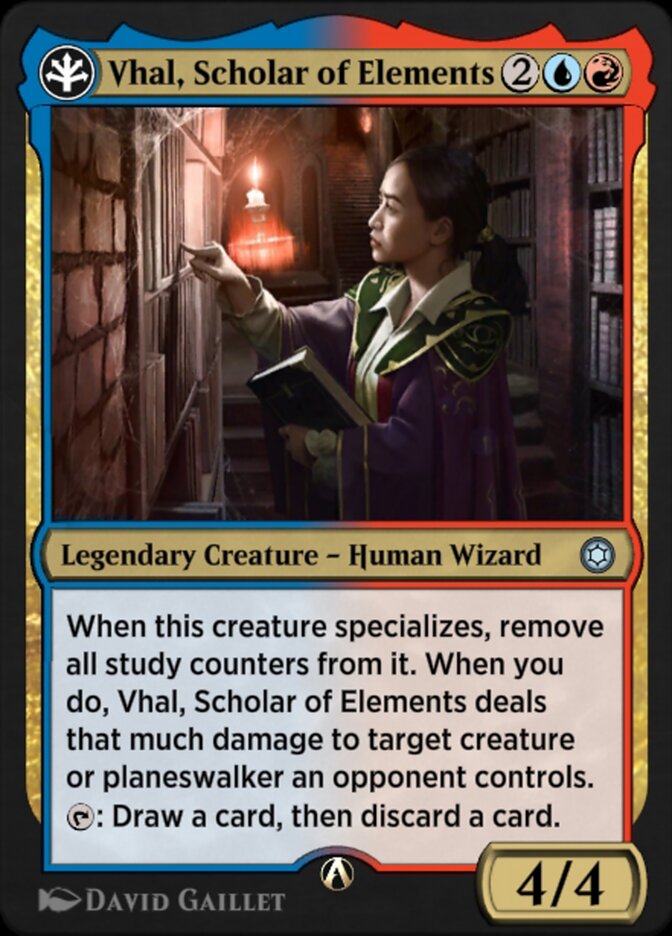 Vhal, Scholar of Elements 2
Legendary Creature – Human Wizard
When this creature specializes, remove
all study counters from it. When you
do, Vhal, Scholar of Elements deals
that much damage to target creature
or planeswalker an opponent controls.
: Draw a card, then discard a card.
4/4
DAVID GAILLET